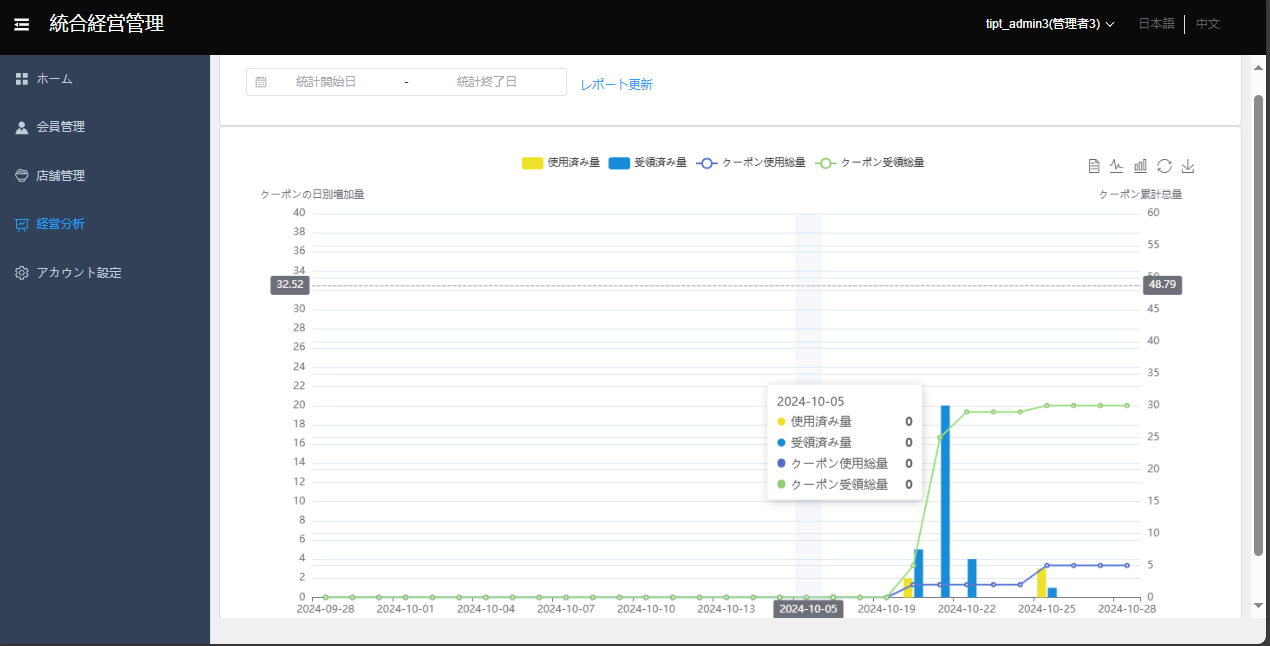 統合経営管理
tipt_admin3(管理者3)
日本語 中文
ホーム
会員管理
店舗管理
経営分析
アカウント設定
統計開始日 - 統計終了日
レポート更新
使用済み量 受領済み量 クーポン使用総量 クーポン受領総量
クーポンの日別増加量
クーポン累計总量
40
38
36
34
32.52
30
28
26
24
22
20
18
16
14
12
10
8
6
4
2
0
60
55
50
48.79
45
40
35
30
25
20
15
10
5
0
2024-10-05
使用済み量 0
受領済み量 0
クーポン使用総量 0
クーポン受領総量 0
2024-09-28 2024-10-01 2024-10-04 2024-10-07 2024-10-10 2024-10-13 2024-10-05 2024-10-19 2024-10-22 2024-10-25 2024-10-28